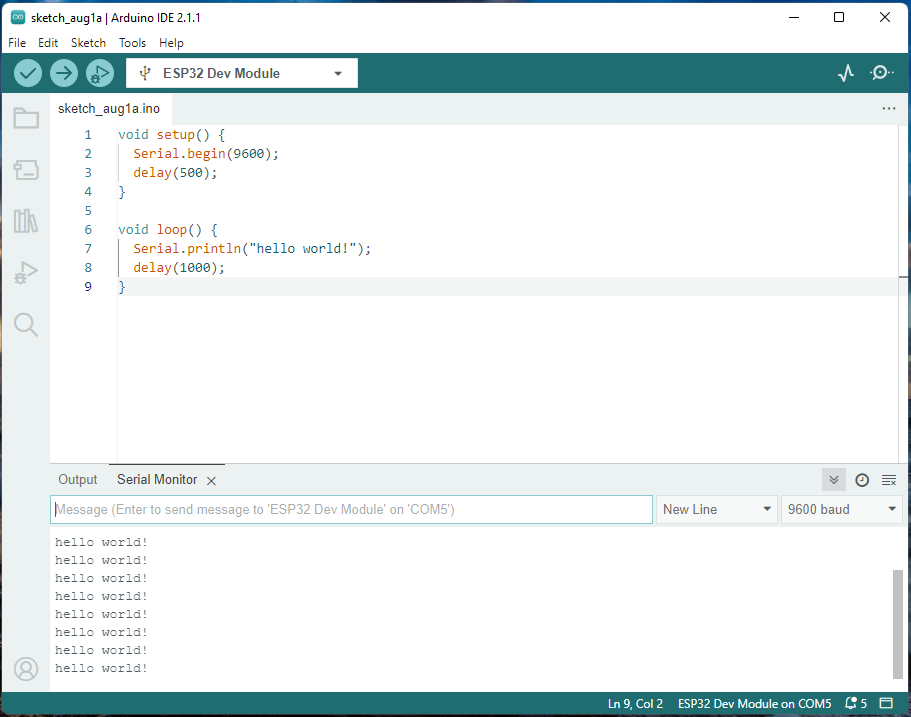 sketch_aug1a | Arduino IDE 2.1.1
File Edit Sketch Tools Help
ESP32 Dev Module
sketch_aug1a.ino
1 void setup() {
2 Serial.begin(9600);
3 delay(500);
4 }
5
6 void loop() {
7 Serial.println("hello world!");
8 delay(1000);
9 }
Output Serial Monitor
Message (Enter to send message to 'ESP32 Dev Module' on 'COM5') New Line 9600 baud
hello world!
hello world!
hello world!
hello world!
hello world!
hello world!
hello world!
hello world!
Ln 9, Col 2 ESP32 Dev Module on COM5 5